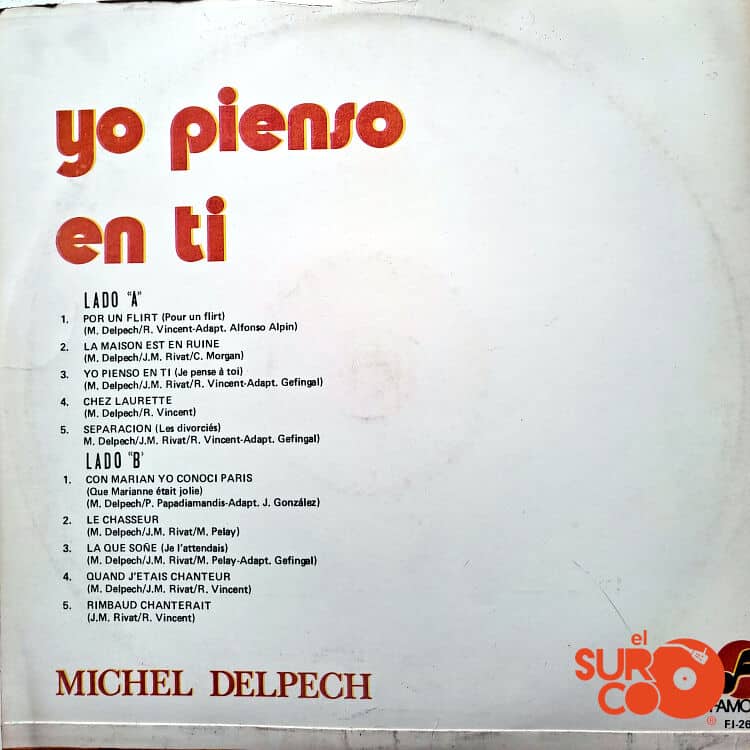 yo pienso
en ti
LADO "A"
1. POR UN FLIRT (Pour un flirt)
(M. Delpech/R. Vincent-Adapt. Alfonso Alpin)
2. LA MAISON EST EN RUINE
(M. Delpech/J.M. Rivat/C. Morgan)
3. YO PIENSO EN TI (Je pense à toi)
(M. Delpech/J.M. Rivat/R. Vincent-Adapt. Gefingal)
4. CHEZ LAURETTE
(M. Delpech/R. Vincent)
5. SEPARACION (Les divorciés)
M. Delpech/J.M. Rivat/R. Vincent-Adapt. Gefingal)
LADO "B'
1. CON MARIAN YO CONOCI PARIS
(Que Marianne était jolie)
(M. Delpech/P. Papadiamandis-Adapt. J. González)
2. LE CHASSEUR
(M. Delpech/J.M. Rivat/M. Pelay)
3. LA QUE SOÑE (Je l'attendais)
(M. Delpech/J.M. Rivat/M. Pelay-Adapt. Gefingal)
4. QUAND J'ETAIS CHANTEUR
(M. Delpech/J.M. Rivat/R. Vincent)
5. RIMBAUD CHANTERAIT
(J.M. Rivat/R. Vincent)
MICHEL DELPECH
el
SUR
CO
®